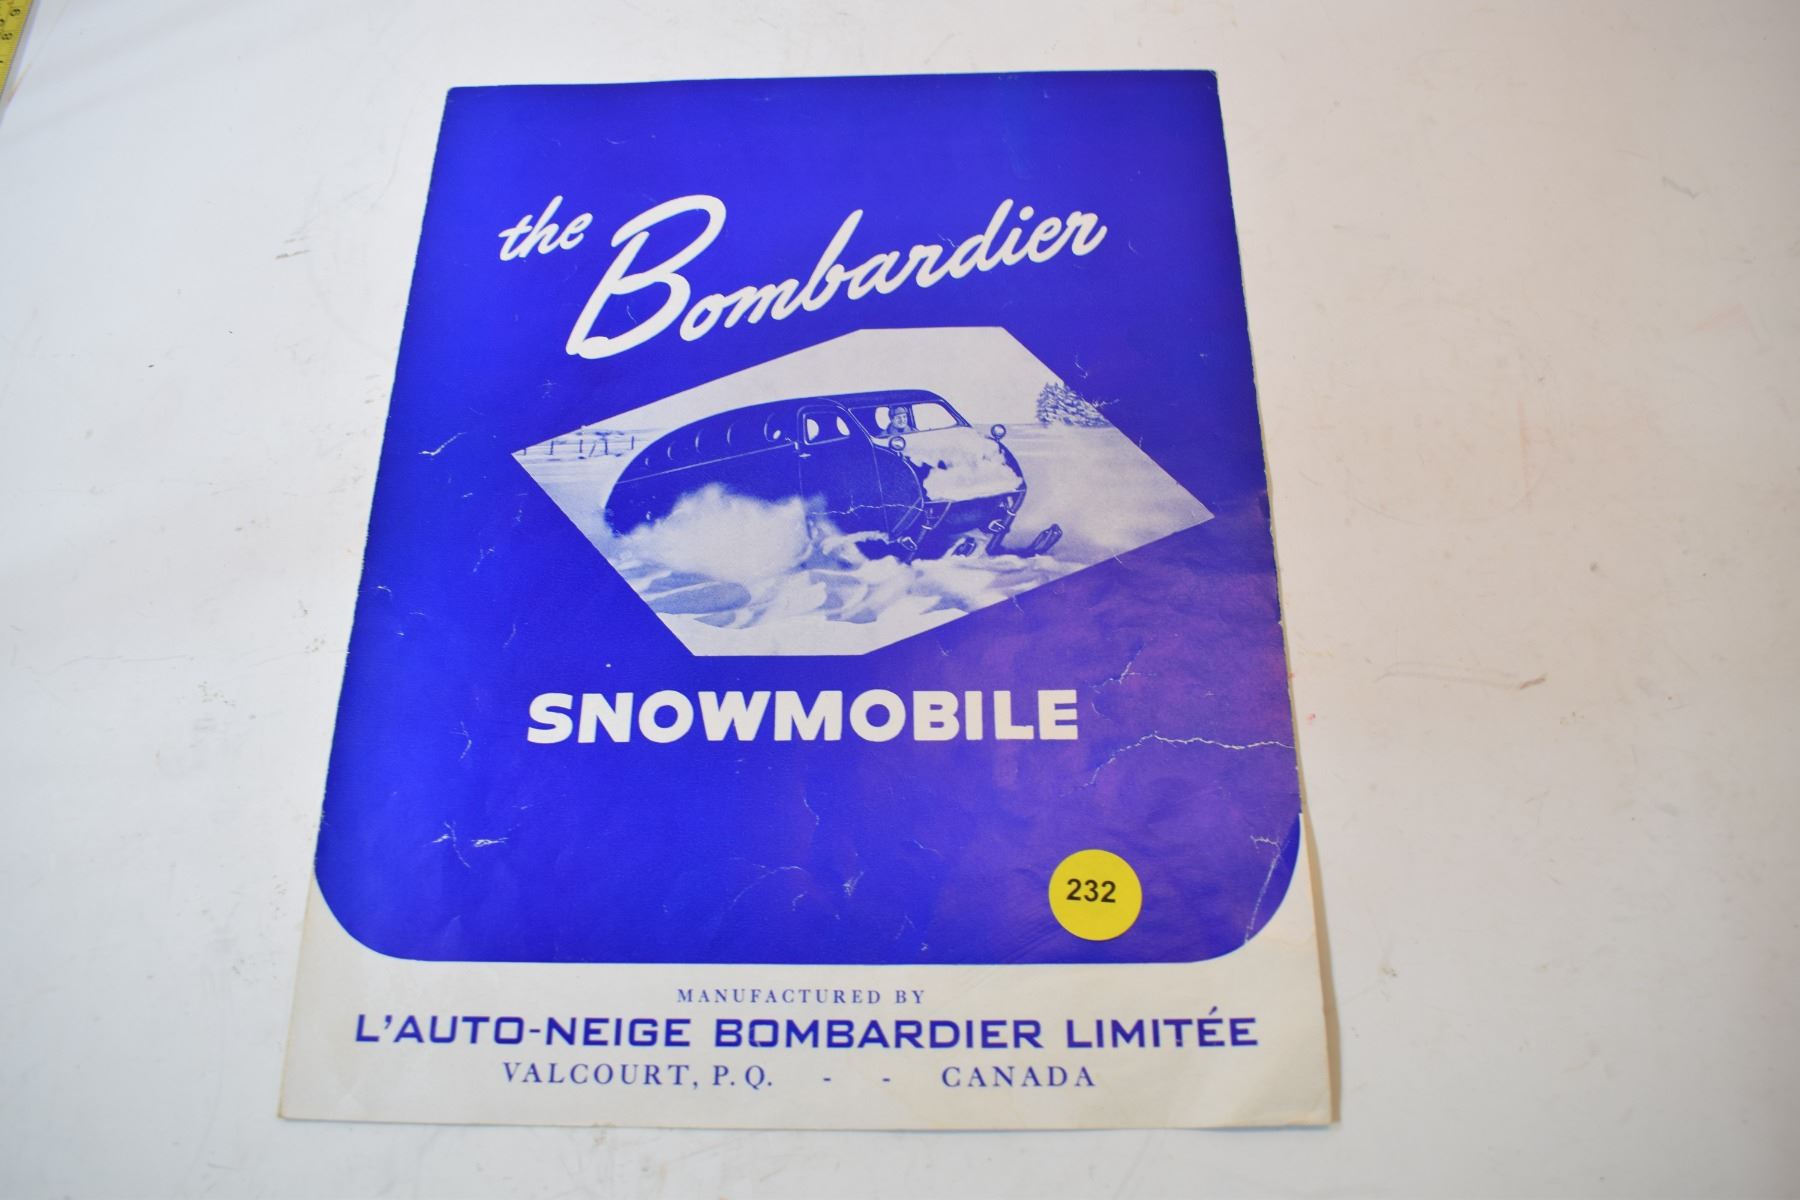 the Bombardier
SNOWMOBILE
232
MANUFACTURED BY
L'AUTO-NEIGE BOMBARDIER LIMITÉE
VALCOURT, P. Q. - - CANADA